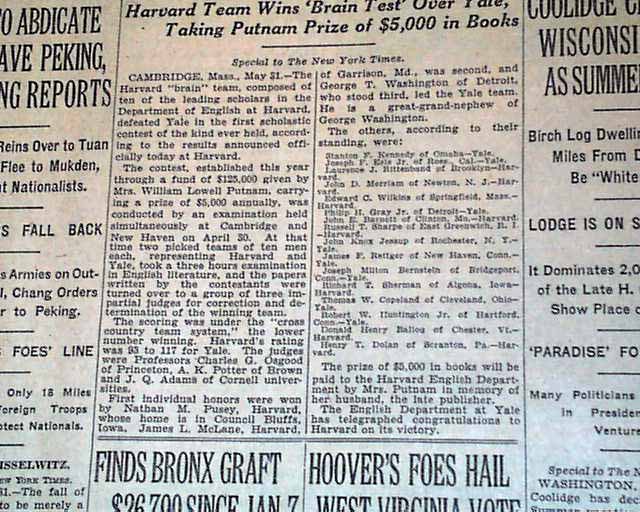 O ABDICATE
AVE PEKING,
NG REPORTS
Reins Over to Tuan
Flee to Mukden,
t Nationalists.
S FALL BACK
s Armies on Out-
l, Chang Orders
r to Peking.
FOES' LINE
Only 18 Miles
Foreign Troops
otect Nationals.
ISSELWITZ.
EW YORK TIMES.
31.—The fall of
to be merely a
Harvard Team Wins 'Brain Test' Over Yale,
Taking Putnam Prize of $5,000 in Books
Special to The New York Times.
CAMBRIDGE, Mass., May 31.—The
Harvard "brain" team, composed of
ten of the leading scholars in the
Department of English at Harvard,
defeated Yale in the first scholastic
contest of the kind ever held, accord-
ing to the results announced offi-
cially today at Harvard.
The contest, established this year
through a fund of $125,000 given by
Mrs. William Lowell Putnam, carry-
ing a prize of $5,000 annually, was
conducted by an examination held
simultaneously at Cambridge and
New Haven on April 30. At that
time two picked teams of ten men
each, representing Harvard and
Yale, took a three hours examination
in English literature, and the papers
written by the contestants were
turned over to a group of three im-
partial judges for correction and de-
termination of the winning team.
The scoring was under the "cross
country team system," the lower
number winning. Harvard's rating
was 93 to 117 for Yale. The judges
were Professors Charles G. Osgood
of Princeton, A. K. Potter of Brown
and J. Q. Adams of Cornell univer-
sities.
First individual honors were won
by Nathan M. Pusey, Harvard,
whose home is in Council Bluffs,
Iowa. James L. McLane, Harvard,
of Garrison, Md., was second, and
George T. Washington of Detroit,
who stood third, led the Yale team.
He is a great-grand-nephew of
George Washington.
The others, according to their
standing, were:
Stanton F. Kennedy of Omaha—Yale.
Joseph F. of Ross, Cal.—Yale.
Laurence J. Rittenband of Brooklyn—Har-
vard.
John D. Merriam of Newton, N. J.—Har-
vard.
Edward C. Wilkins of Springfield, Mass.—
Harvard.
Philip H. Gray Jr. of Detroit—Yale.
John E. Barnett of Clinton, Me.—Harvard.
Russell T. Sharpe of East Greenwich, R. I.
—Harvard.
John Knox Jessup of Rochester, N. Y.—
Yale.
James F. Rettger of New Haven, Conn.—
Yale.
Joseph Milton Bernstein of Bridgeport,
Conn.—Yale.
Richard T. Sherman of Algona, Iowa—
Harvard.
Thomas W. Copeland of Cleveland, Ohio—
Yale.
Robert W. Huntington Jr. of Hartford,
Conn.—Yale.
Donald Henry Ballou of Chester, Vt.—
Harvard.
Henry T. Dolan of Scranton, Pa.—Har-
vard.
The prize of $5,000 in books will be
paid to the Harvard English Depart-
ment by Mrs. Putnam in memory of
her husband, the late publisher.
The English Department at Yale
has telegraphed congratulations to
Harvard on its victory.
FINDS BRONX GRAFT
$26,790 SINCE JAN. 7
HOOVER'S FOES HAIL
WEST VIRGINIA VOTE
COOLIDGE C
WISCONSI
AS SUMME
Birch Log Dwelli
Miles From D
Be "White
LODGE IS ON S
It Dominates 2,0
of the Late H.
Show Place o
'PARADISE' FO
Many Politicians
in Presiden
Venture
Special to The N
WASHINGTON,
Coolidge has dec